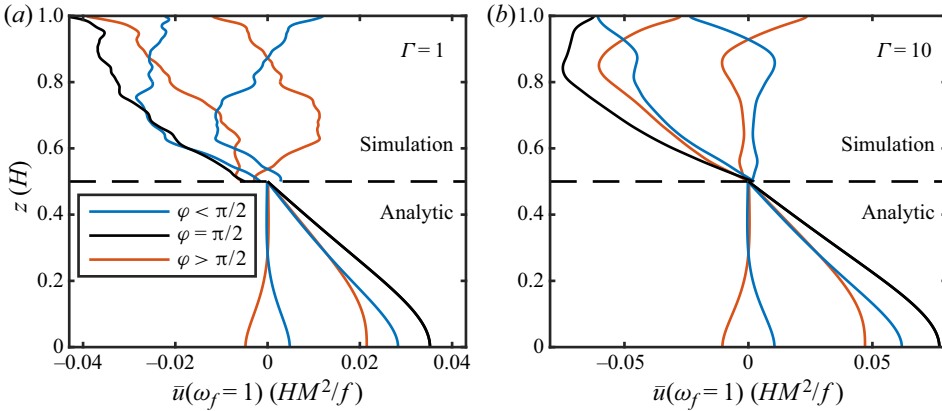 (a)
Γ = 1
1.0
0.8
0.6
0.4
0.2
0
z (H)
Simulation
Analytic
φ < π/2
φ = π/2
φ > π/2
−0.04
−0.02
0
0.02
0.04
ū(ω_f = 1) (HM²/f)
(b)
Γ = 10
1.0
0.8
0.6
0.4
0.2
0
Simulation
Analytic
−0.05
0
0.05
ū(ω_f = 1) (HM²/f)